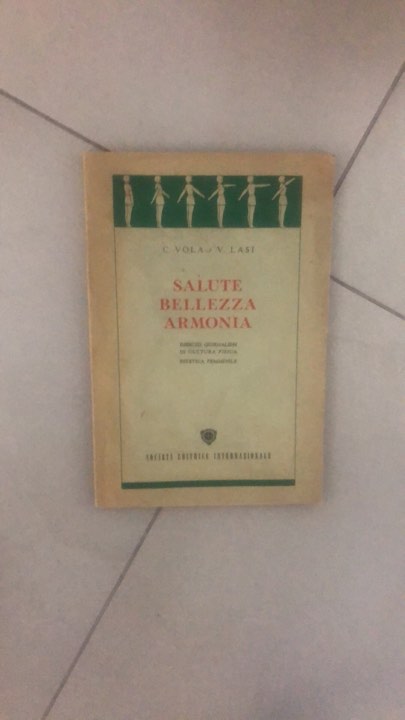 C. VOLA e V. LASI
SALUTE
BELLEZZA
ARMONIA
ESERCIZI GIORNALIERI
DI CULTURA FISICA
ESTETICA FEMMINILE
SOCIETÀ EDITRICE INTERNAZIONALE